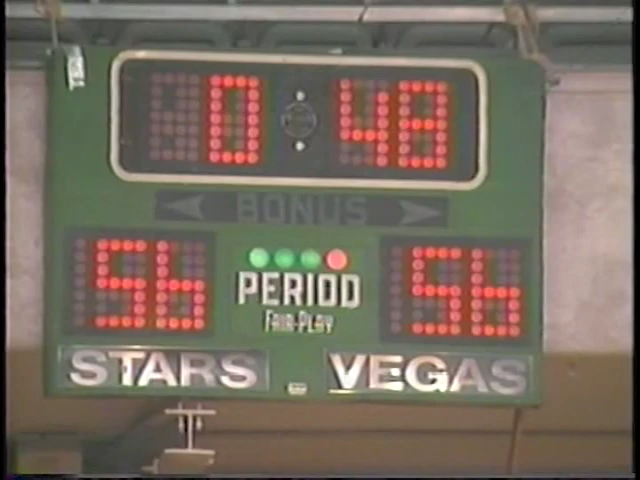 0:48
BONUS
56 56
PERIOD
FAIR-PLAY
STARS VEGAS